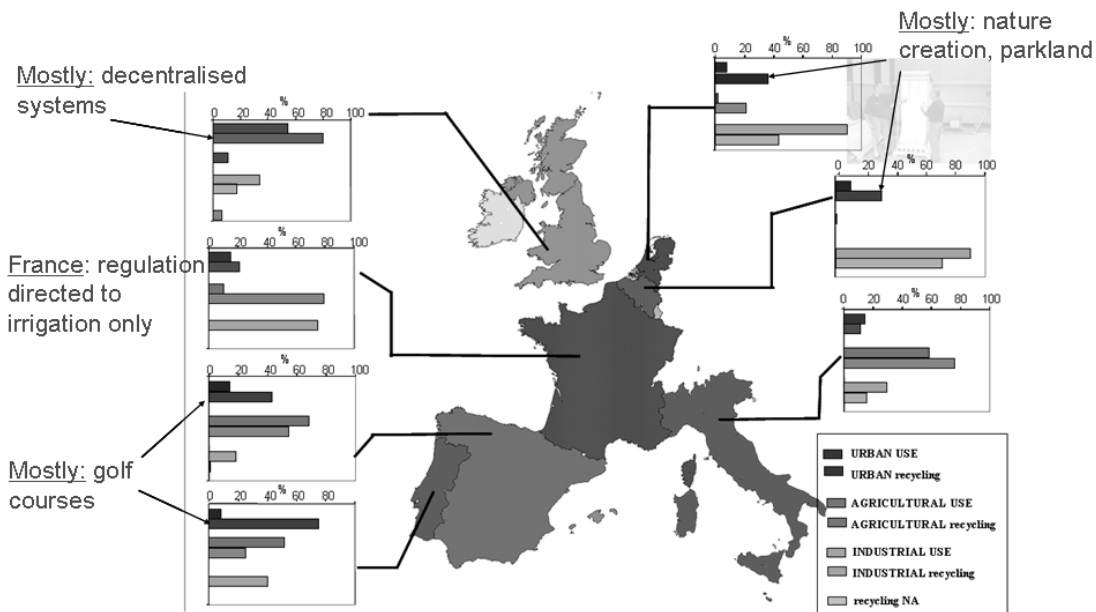 Mostly: nature
creation, parkland
Mostly: decentralised
systems
France: regulation
directed to
irrigation only
Mostly: golf
courses
%
0 20 40 60 80 100
%
0 20 40 60 80 100
%
0 20 40 60 80 100
%
0 20 40 60 80 100
%
0 20 40 60 80 100
%
0 20 40 60 80 100
%
0 20 40 60 80 100
URBAN USE
URBAN recycling
AGRICULTURAL USE
AGRICULTURAL recycling
INDUSTRIAL USE
INDUSTRIAL recycling
recycling NA